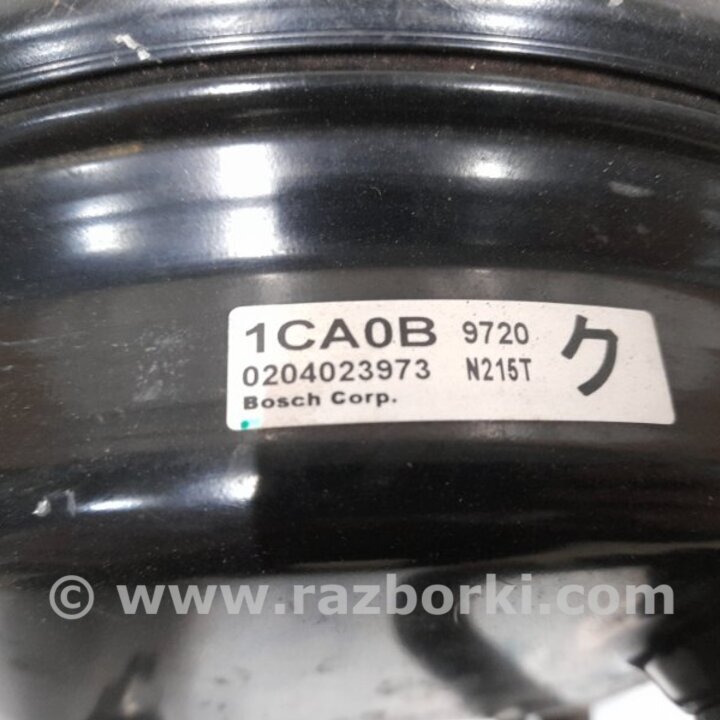 1CA0B 9720 ク
0204023973 N215T
Bosch Corp.
© www.razborki.com